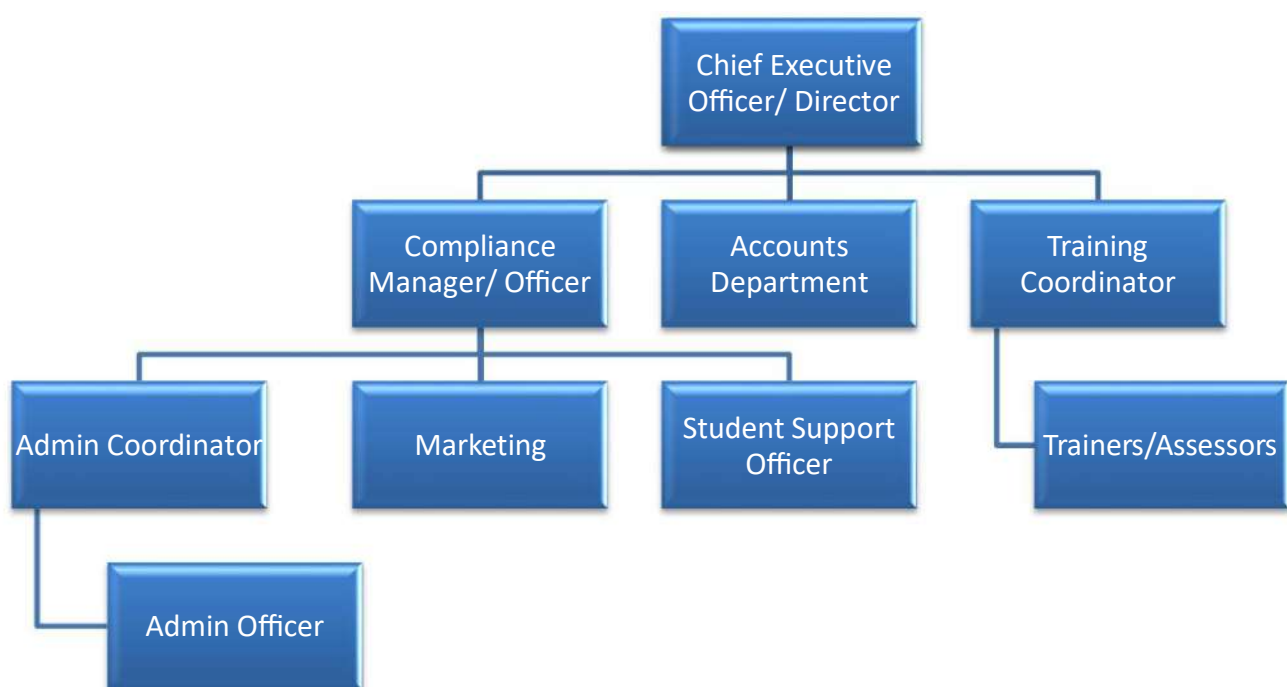 Chief Executive
Officer/ Director
Compliance
Manager/ Officer
Accounts
Department
Training
Coordinator
Admin Coordinator
Marketing
Student Support
Officer
Trainers/Assessors
Admin Officer